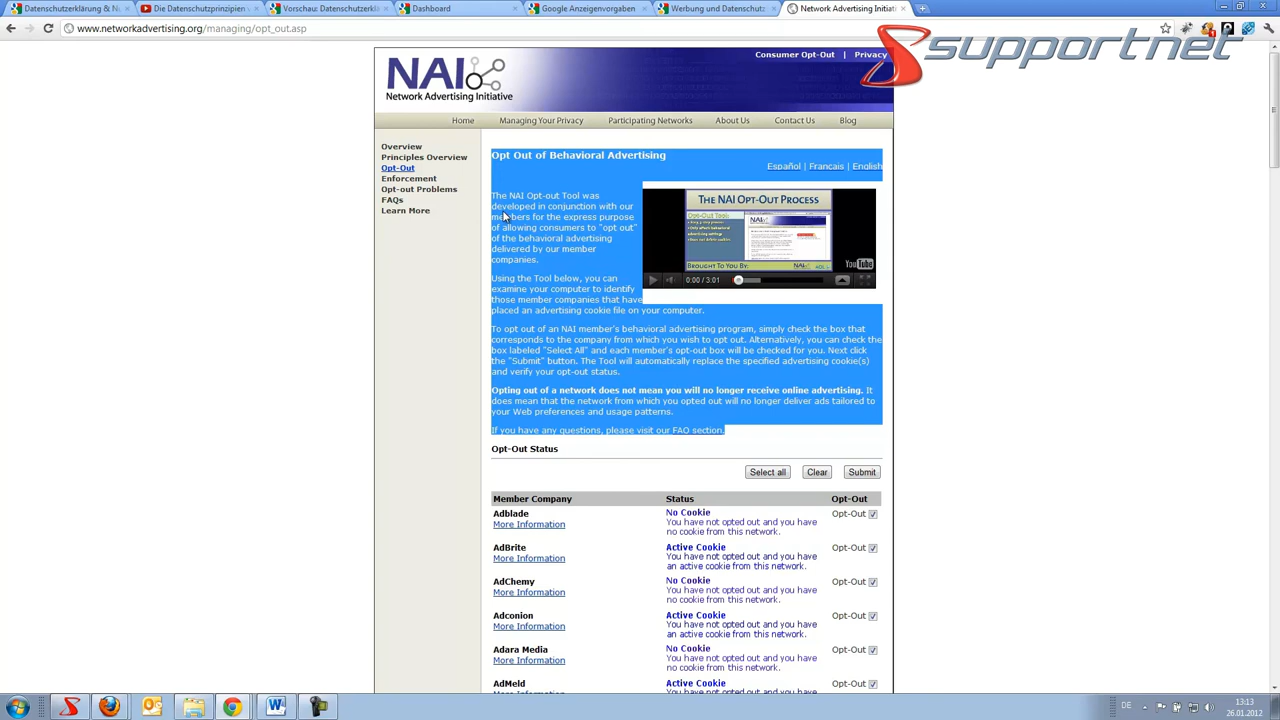 Datenschutzerklärung & Nu
Die Datenschutzprinzipien v
Vorschau: Datenschutzerklä
Dashboard
Google Anzeigenvorgaben
Werbung und Datenschutz
Network Advertising Initiati
www.networkadvertising.org/managing/opt_out.asp
supportnet
Consumer Opt-Out | Privacy
NAI
Network Advertising Initiative
Home
Managing Your Privacy
Participating Networks
About Us
Contact Us
Blog
Overview
Principles Overview
Opt-Out
Enforcement
Opt-out Problems
FAQs
Learn More
Opt Out of Behavioral Advertising
Español | Francais | English
The NAI Opt-out Tool was
developed in conjunction with our
members for the express purpose
of allowing consumers to "opt out"
of the behavioral advertising
delivered by our member
companies.
THE NAI OPT-OUT PROCESS
Opt-Out Tool:
BROUGHT TO YOU BY:
NAI
YouTube
0:00 / 3:01
Using the Tool below, you can
examine your computer to identify
those member companies that have
placed an advertising cookie file on your computer.
To opt out of an NAI member's behavioral advertising program, simply check the box that
corresponds to the company from which you wish to opt out. Alternatively, you can check the
box labeled "Select All" and each member's opt-out box will be checked for you. Next click
the "Submit" button. The Tool will automatically replace the specified advertising cookie(s)
and verify your opt-out status.
Opting out of a network does not mean you will no longer receive online advertising. It
does mean that the network from which you opted out will no longer deliver ads tailored to
your Web preferences and usage patterns.
If you have any questions, please visit our FAQ section.
Opt-Out Status
Select all
Clear
Submit
Member Company Status Opt-Out
Adblade
More Information
No Cookie
You have not opted out and you have
no cookie from this network.
Opt-Out
AdBrite
More Information
Active Cookie
You have not opted out and you have
an active cookie from this network.
Opt-Out
AdChemy
More Information
No Cookie
You have not opted out and you have
no cookie from this network.
Opt-Out
Adconion
More Information
Active Cookie
You have not opted out and you have
an active cookie from this network.
Opt-Out
Adara Media
More Information
No Cookie
You have not opted out and you have
no cookie from this network.
Opt-Out
AdMeld
Active Cookie
Opt-Out
DE
13:13
26.01.2012